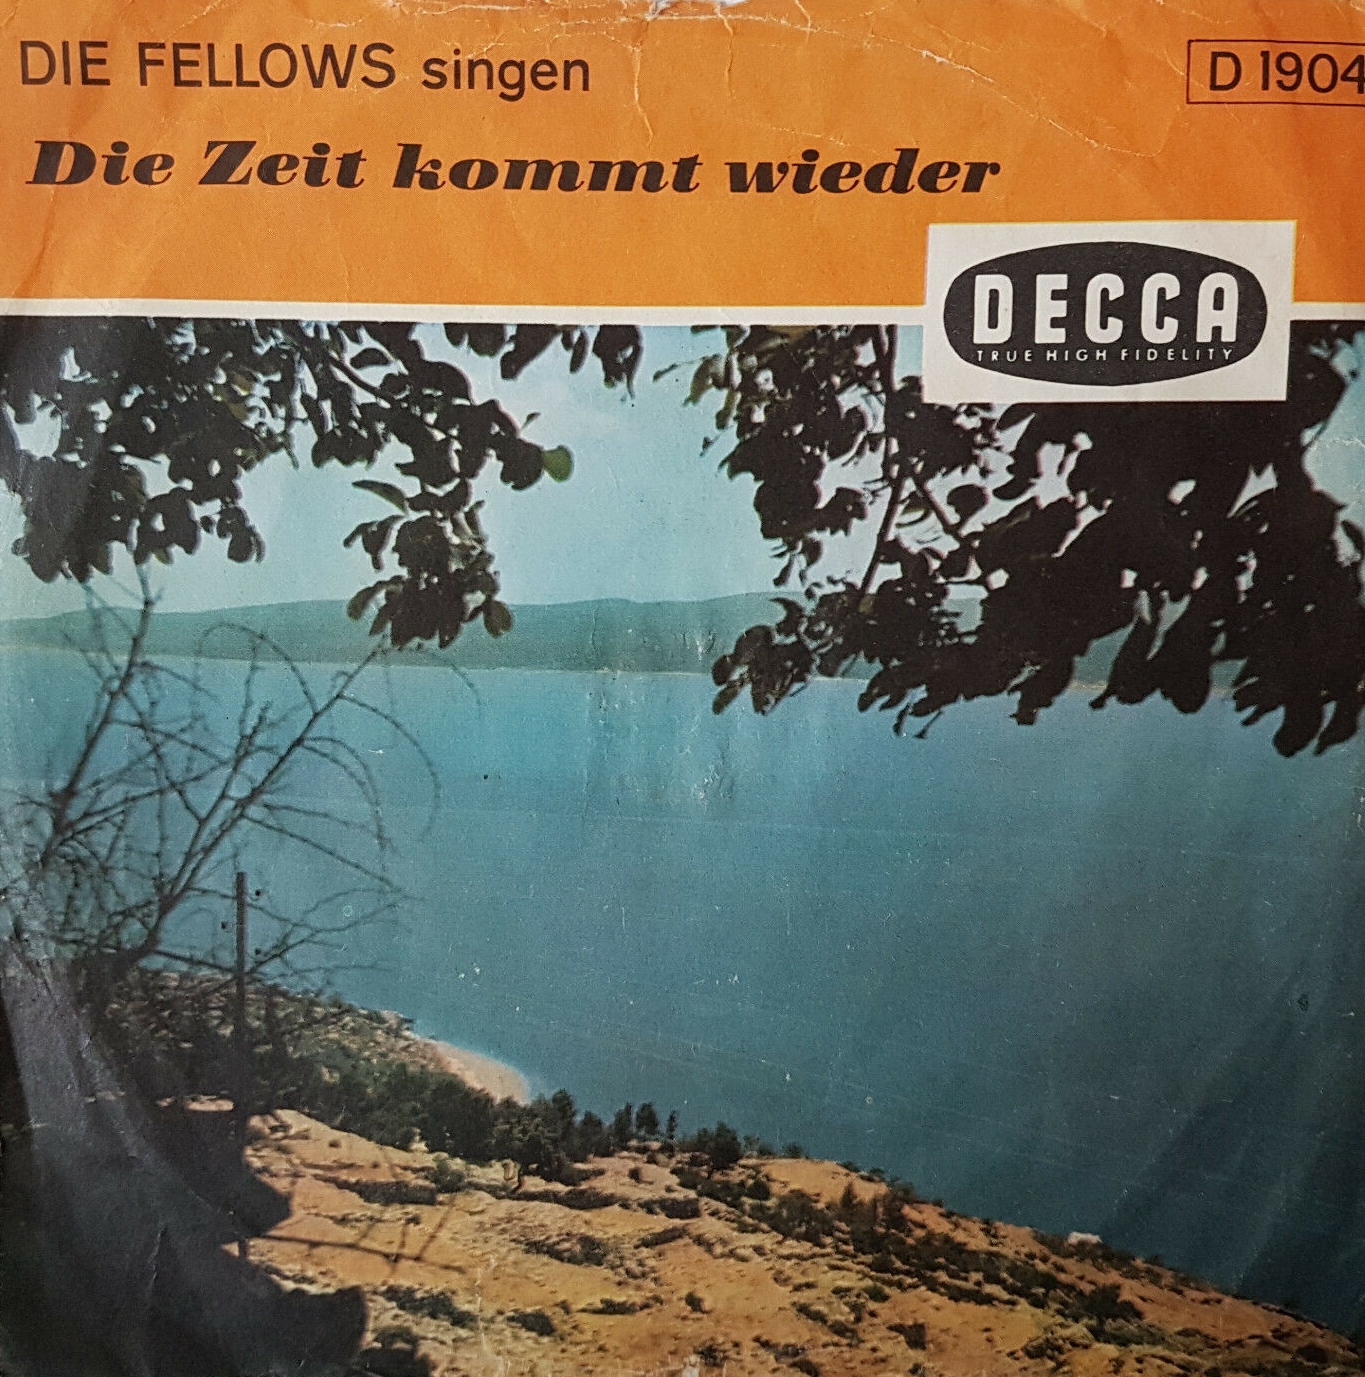 DIE FELLOWS singen
D 1904
Die Zeit kommt wieder
DECCA
TRUE HIGH FIDELITY